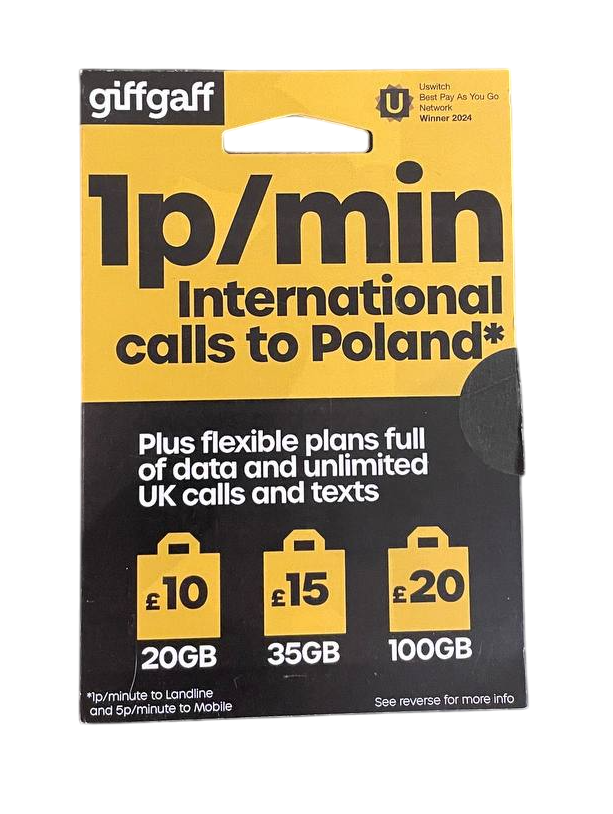 giffgaff
U
Uswitch
Best Pay As You Go
Network
Winner 2024
1p/min
International
calls to Poland*
Plus flexible plans full
of data and unlimited
UK calls and texts
£10
£15
£20
20GB
35GB
100GB
*1p/minute to Landline
and 5p/minute to Mobile
See reverse for more info